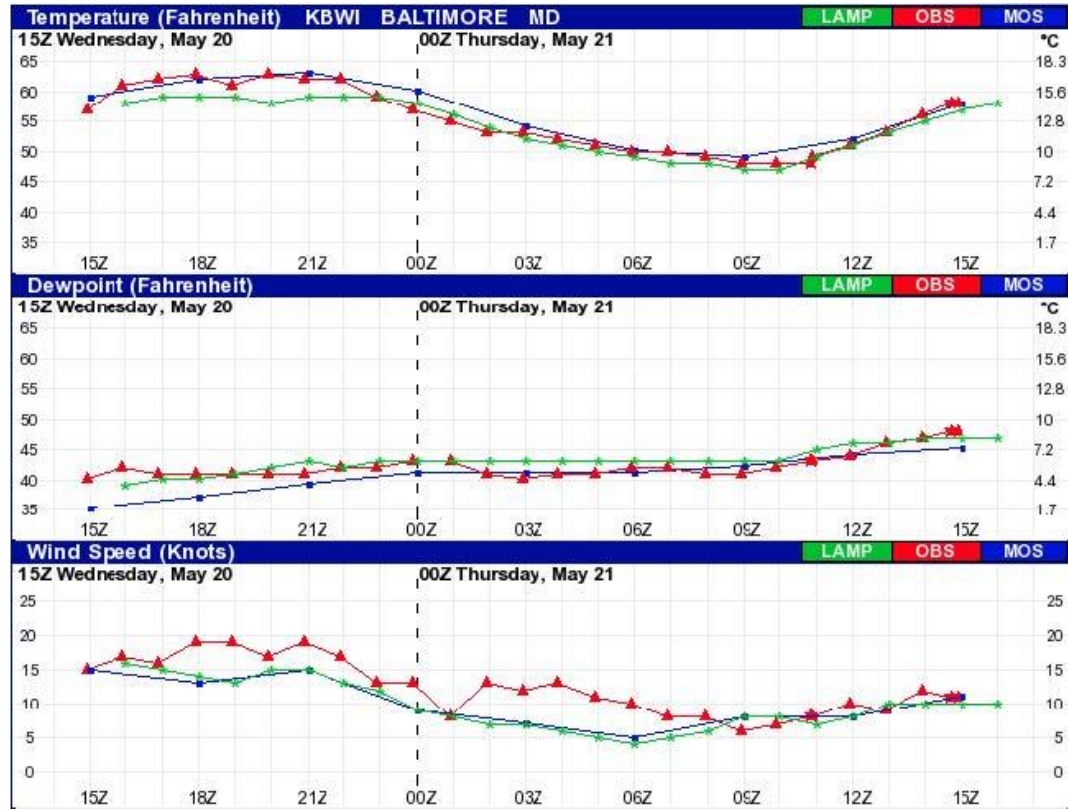 Temperature (Fahrenheit) KBWI BALTIMORE MD LAMP OBS MOS
15Z Wednesday, May 20 00Z Thursday, May 21 °C
65 18.3
60 15.6
55 12.8
50 10
45 7.2
40 4.4
35 1.7
15Z 18Z 21Z 00Z 03Z 06Z 09Z 12Z 15Z
Dewpoint (Fahrenheit) LAMP OBS MOS
15Z Wednesday, May 20 00Z Thursday, May 21 °C
65 18.3
60 15.6
55 12.8
50 10
45 7.2
40 4.4
35 1.7
15Z 18Z 21Z 00Z 03Z 06Z 09Z 12Z 15Z
Wind Speed (Knots) LAMP OBS MOS
15Z Wednesday, May 20 00Z Thursday, May 21
25 25
20 20
15 15
10 10
5 5
0 0
15Z 18Z 21Z 00Z 03Z 06Z 09Z 12Z 15Z